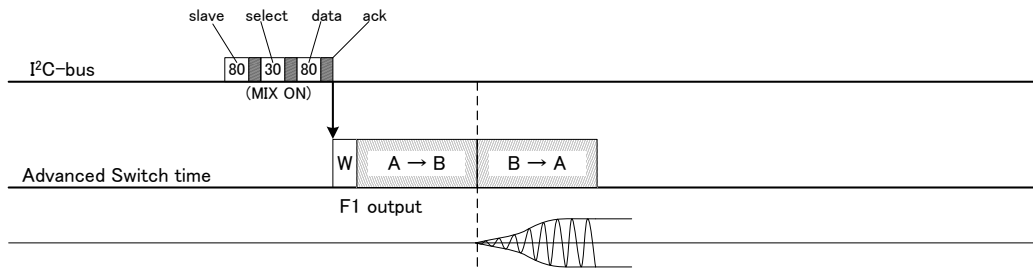 slave select data ack
I²C-bus
80 30 80
(MIX ON)
W A → B B → A
Advanced Switch time
F1 output